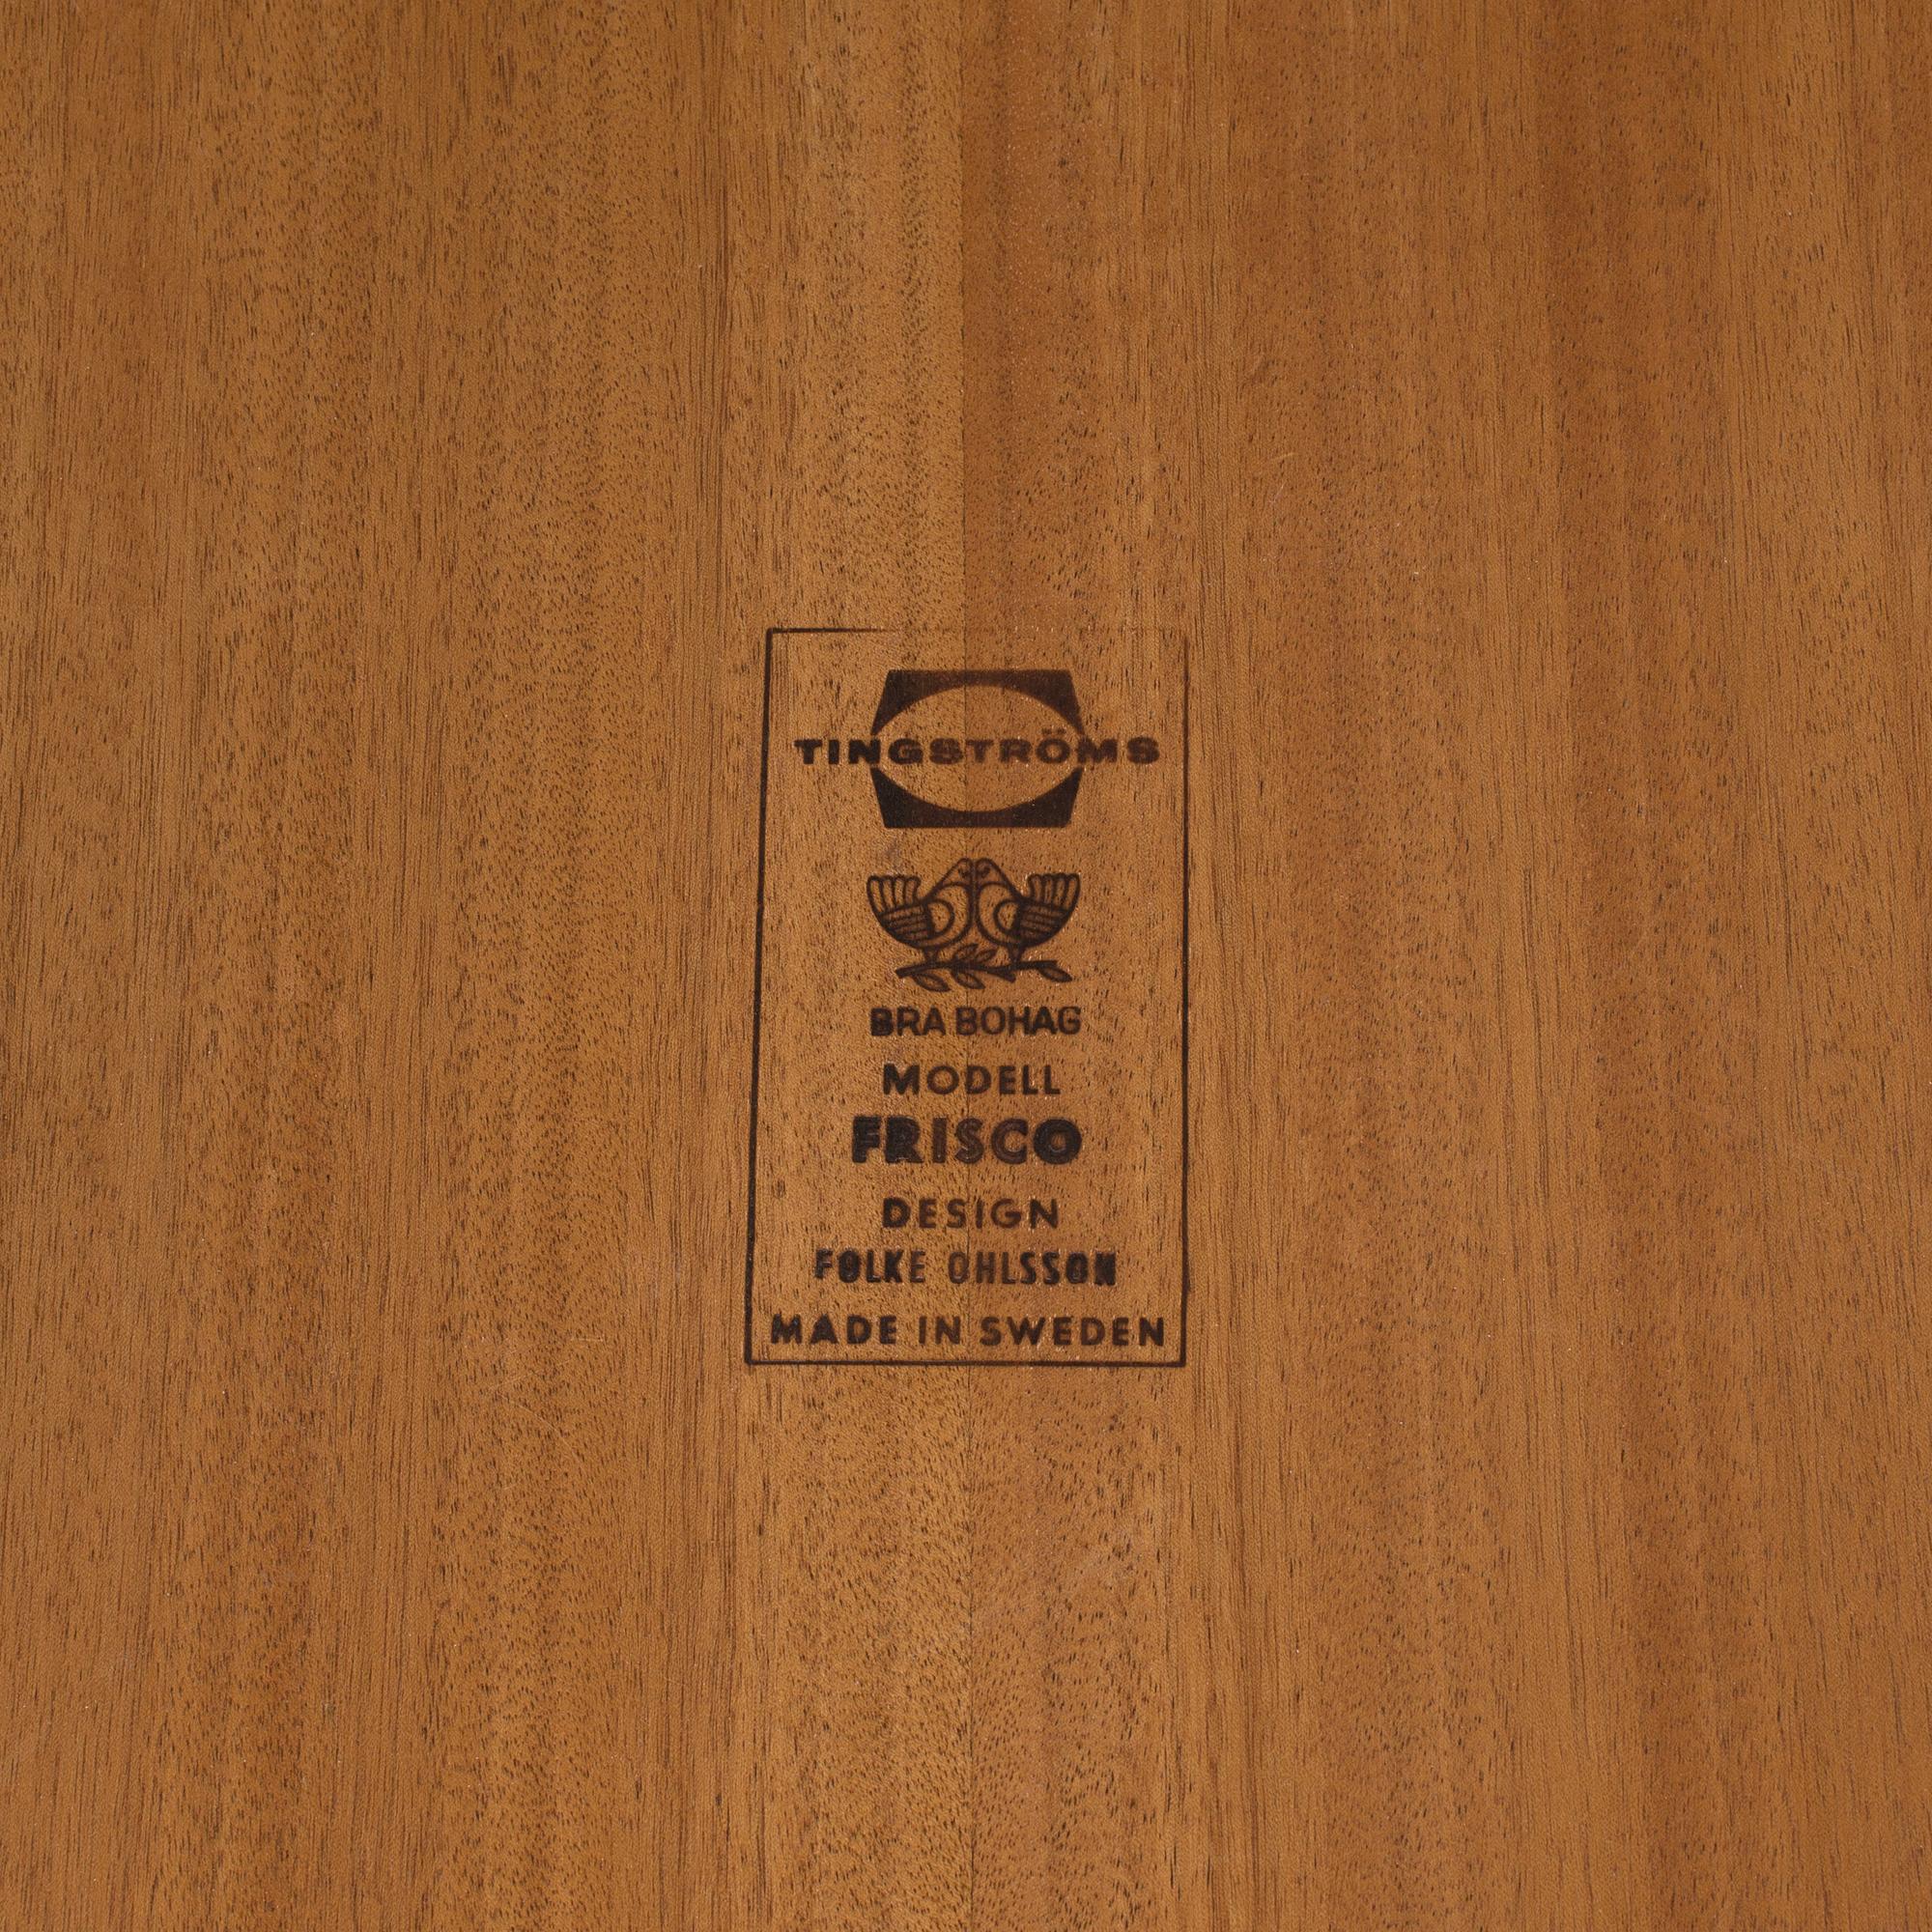 TINGSTRÖMS
BRA BOHAG
MODELL
FRISCO
DESIGN
FOLKE OHLSSON
MADE IN SWEDEN